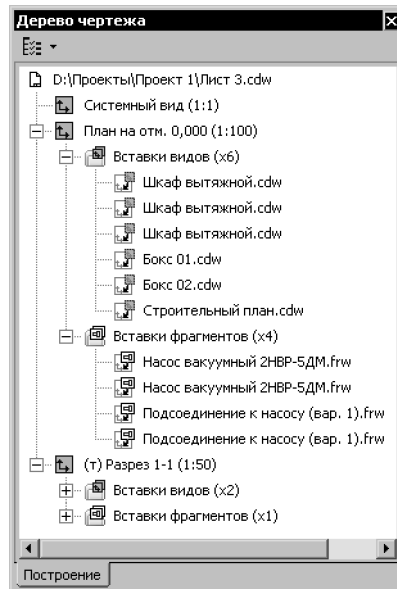 Дерево чертежа
D:\Проекты\Проект 1\Лист 3.cdw
Системный вид (1:1)
План на отм. 0,000 (1:100)
Вставки видов (x6)
Шкаф вытяжной.cdw
Шкаф вытяжной.cdw
Шкаф вытяжной.cdw
Бокс 01.cdw
Бокс 02.cdw
Строительный план.cdw
Вставки фрагментов (x4)
Насос вакуумный 2НВР-5ДМ.frw
Насос вакуумный 2НВР-5ДМ.frw
Подсоединение к насосу (вар. 1).frw
Подсоединение к насосу (вар. 1).frw
(т) Разрез 1-1 (1:50)
Вставки видов (x2)
Вставки фрагментов (x1)
Построение